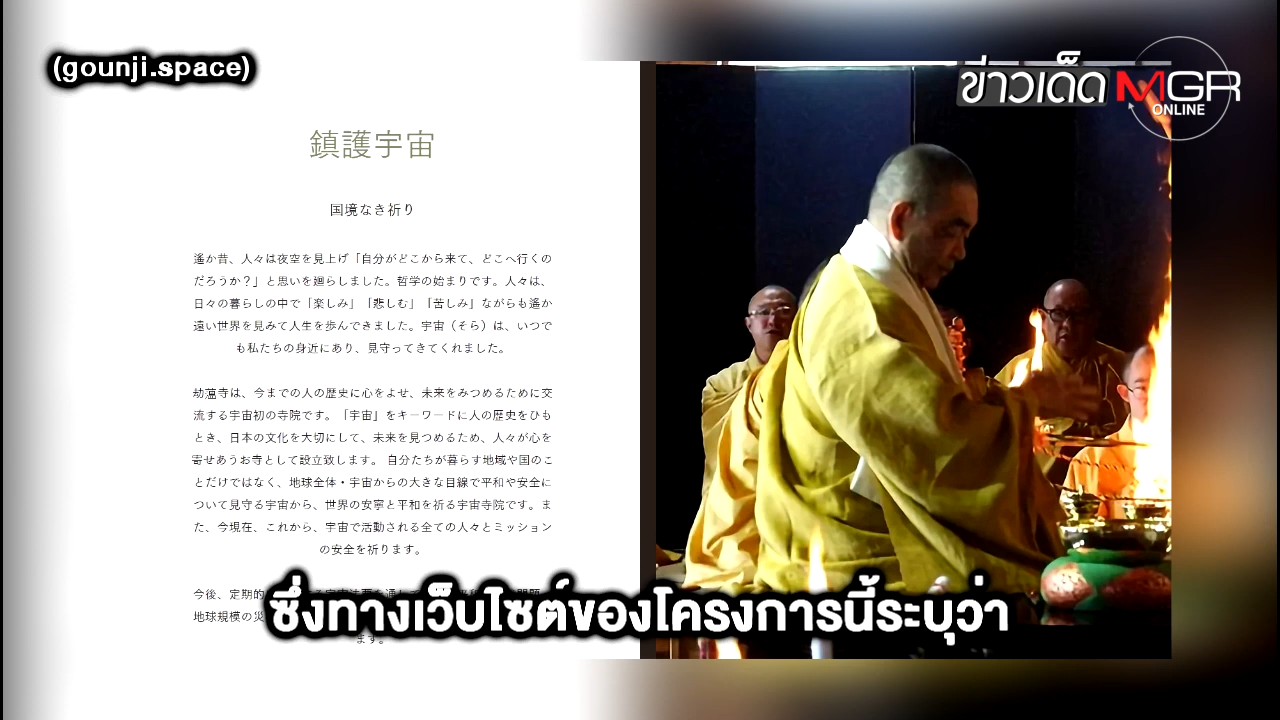 (gounji.space)
ข่าวเด็ด MGR
ONLINE
鎮護宇宙
国境なき祈り
遙か昔、人々は夜空を見上げ「自分がどこから来て、どこへ行くの
だろうか？」と思いを廻らしました。哲学の始まりです。人々は、
日々の暮らしの中で「楽しみ」「悲しむ」「苦しみ」ながらも遙か
遠い世界を見みて人生を歩んできました。宇宙（そら）は、いつで
も私たちの身近にあり、見守ってきてくれました。
劫蘊寺は、今までの人の歴史に心をよせ、未来をみつめるために交
流する宇宙初の寺院です。「宇宙」をキーワードに人の歴史をひも
とき、日本の文化を大切にして、未来を見つめるため、人々が心を
寄せあうお寺として設立致します。 自分たちが暮らす地域や国のこ
とだけではなく、地球全体・宇宙からの大きな目線で平和や安全に
ついて見守る宇宙から、世界の安寧と平和を祈る宇宙寺院です。ま
た、今現在、これから、宇宙で活動される全ての人々とミッション
の安全を祈ります。
今後、定期的
地球規模の災
ます。
ซึ่งทางเว็บไซต์ของโครงการนี้ระบุว่า